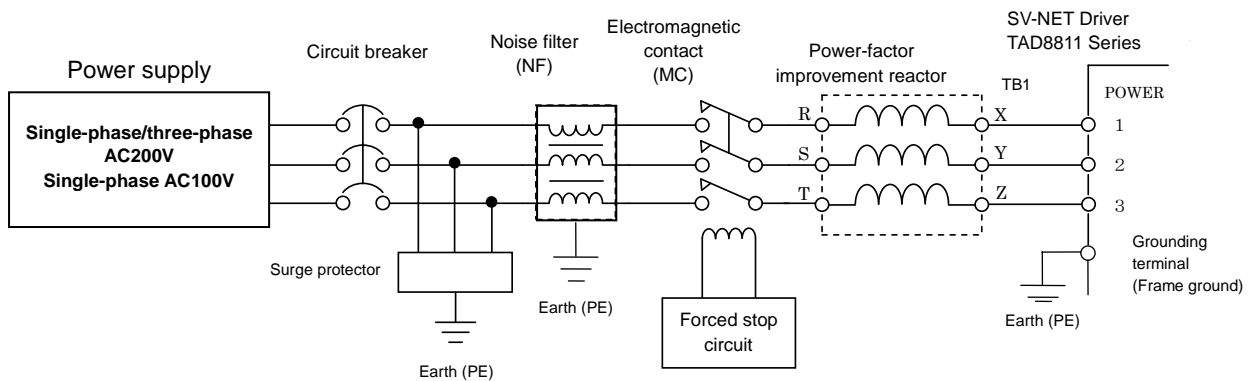 SV-NET Driver
TAD8811 Series
Electromagnetic
contact
(MC)
Noise filter
(NF)
Circuit breaker
Power-factor
improvement reactor
Power supply
TB1
POWER
Single-phase/three-phase
AC200V
Single-phase AC100V
R
X
1
S
Y
2
T
Z
3
Surge protector
Grounding
terminal
(Frame ground)
Earth (PE)
Forced stop
circuit
Earth (PE)
Earth (PE)